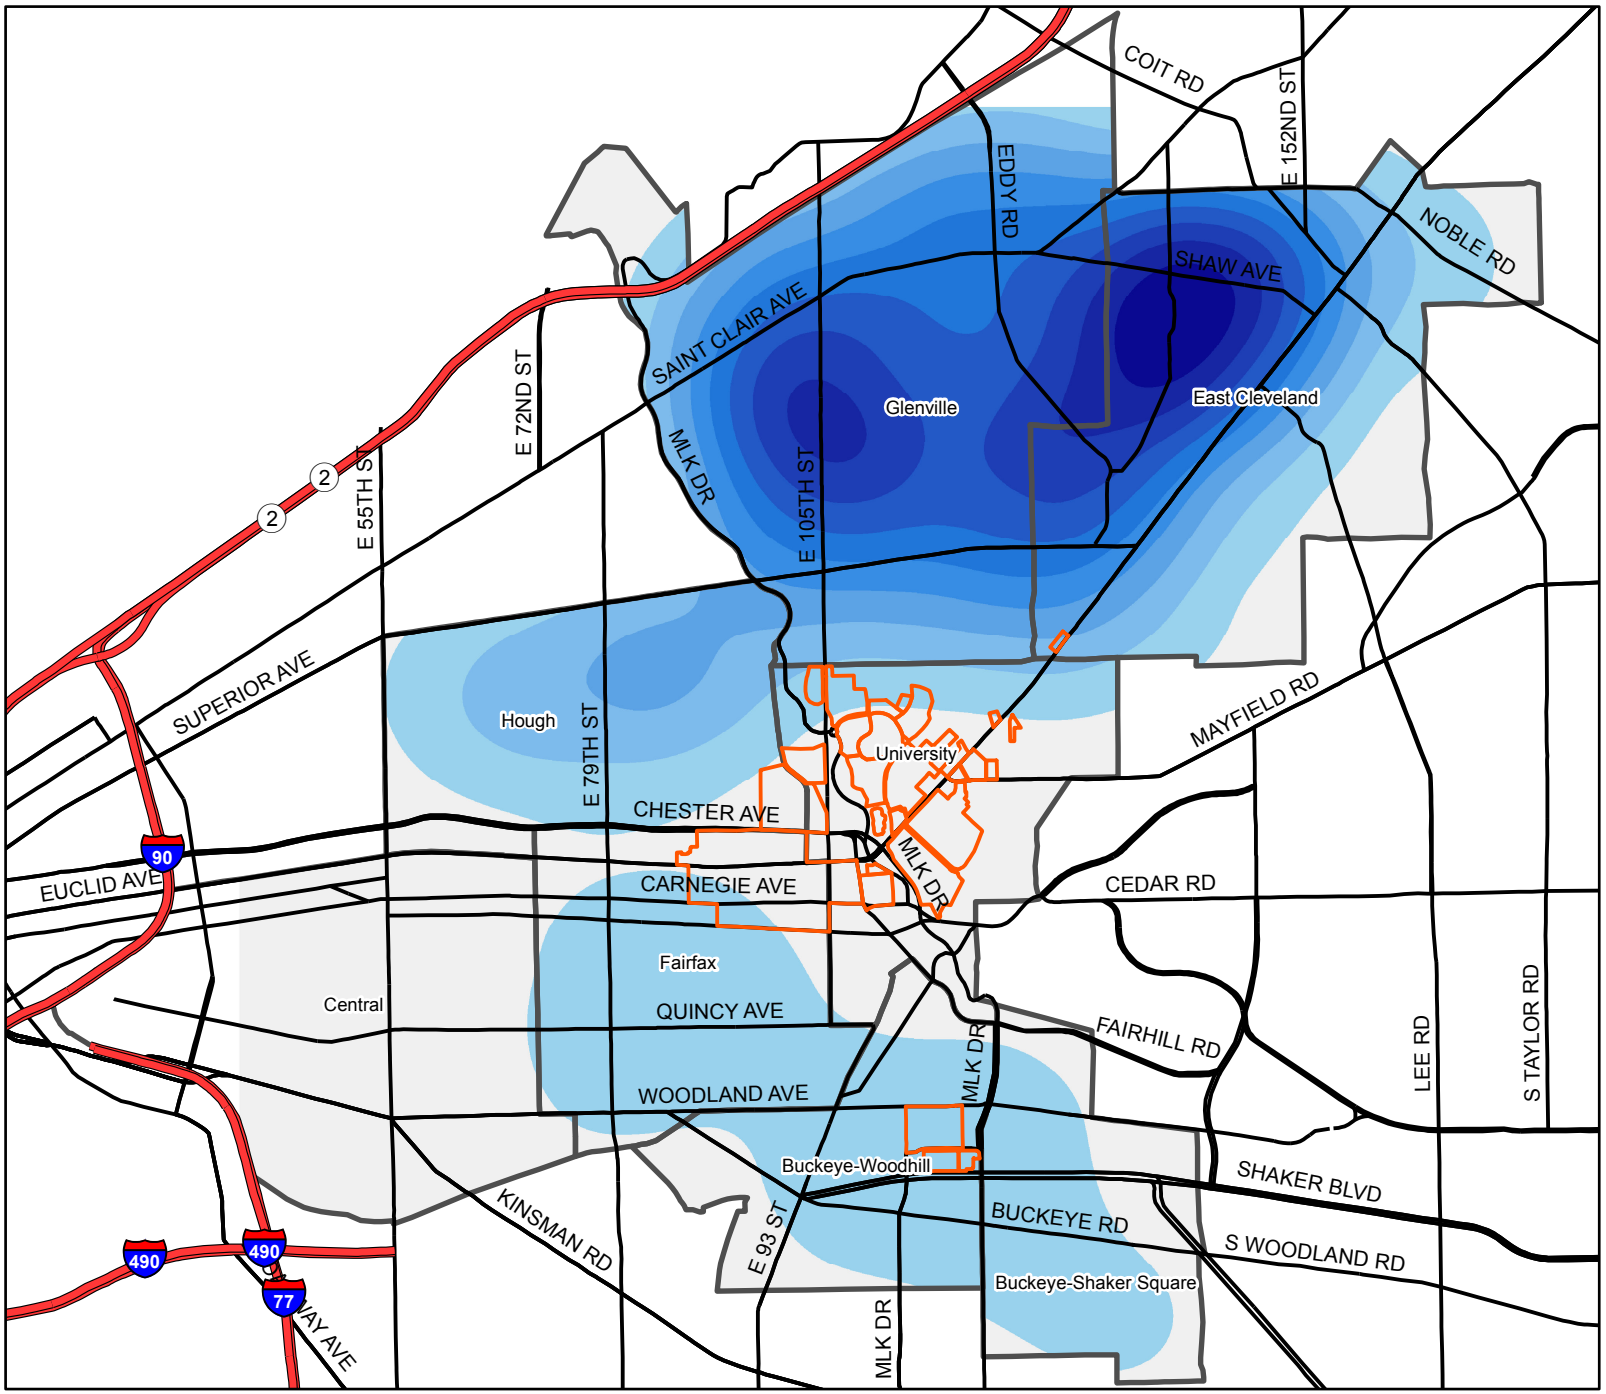 COIT RD
E 152ND ST
EDDY RD
NOBLE RD
SHAW AVE
SAINT CLAIR AVE
E 72ND ST
East Cleveland
Glenville
MLK DR
E 105TH ST
2
2
E 55TH ST
SUPERIOR AVE
MAYFIELD RD
Hough
E 79TH ST
University
CHESTER AVE
90
EUCLID AVE
CARNEGIE AVE
MLK DR
CEDAR RD
Fairfax
Central
QUINCY AVE
FAIRHILL RD
MLK DR
LEE RD
S TAYLOR RD
WOODLAND AVE
Buckeye-Woodhill
SHAKER BLVD
KINSMAN RD
E 93 ST
BUCKEYE RD
S WOODLAND RD
490
490
Buckeye-Shaker Square
77
WAY AVE
MLK DR